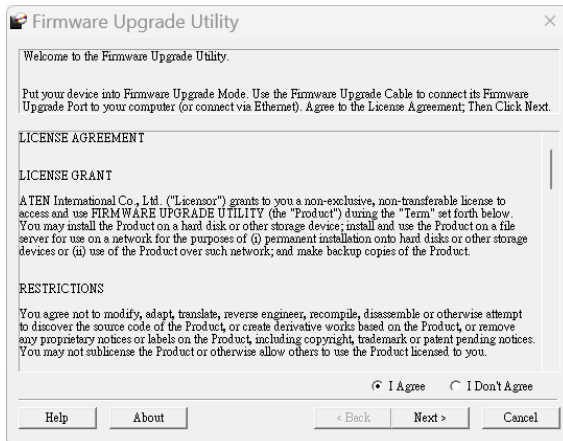 Firmware Upgrade Utility
Welcome to the Firmware Upgrade Utility.
Put your device into Firmware Upgrade Mode. Use the Firmware Upgrade Cable to connect its Firmware
Upgrade Port to your computer (or connect via Ethernet). Agree to the License Agreement; Then Click Next.
LICENSE AGREEMENT
LICENSE GRANT
ATEN International Co., Ltd. ("Licensor") grants to you a non-exclusive, non-transferable license to
access and use FIRMWARE UPGRADE UTILITY (the "Product") during the "Term" set forth below.
You may install the Product on a hard disk or other storage device; install and use the Product on a file
server for use on a network for the purposes of (i) permanent installation onto hard disks or other storage
devices or (ii) use of the Product over such network; and make backup copies of the Product.
RESTRICTIONS
You agree not to modify, adapt, translate, reverse engineer, recompile, disassemble or otherwise attempt
to discover the source code of the Product, or create derivative works based on the Product, or remove
any proprietary notices or labels on the Product, including copyright, trademark or patent pending notices.
You may not sublicense the Product or otherwise allow others to use the Product licensed to you.
I Agree I Don't Agree
Help About < Back Next > Cancel